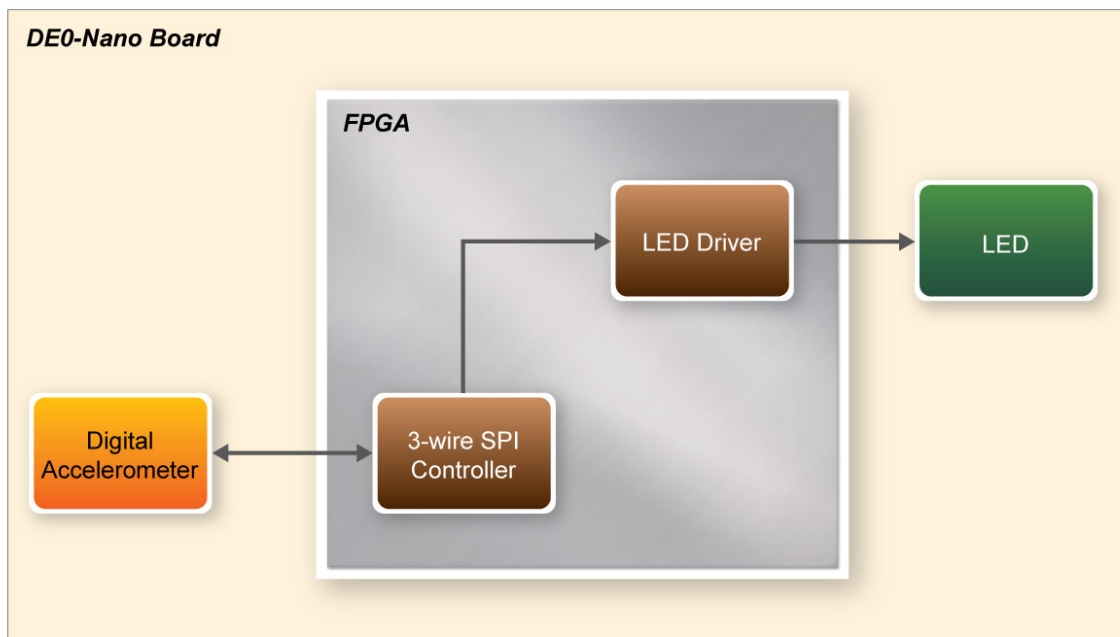 DE0-Nano Board
FPGA
LED Driver
LED
Digital
Accelerometer
3-wire SPI
Controller